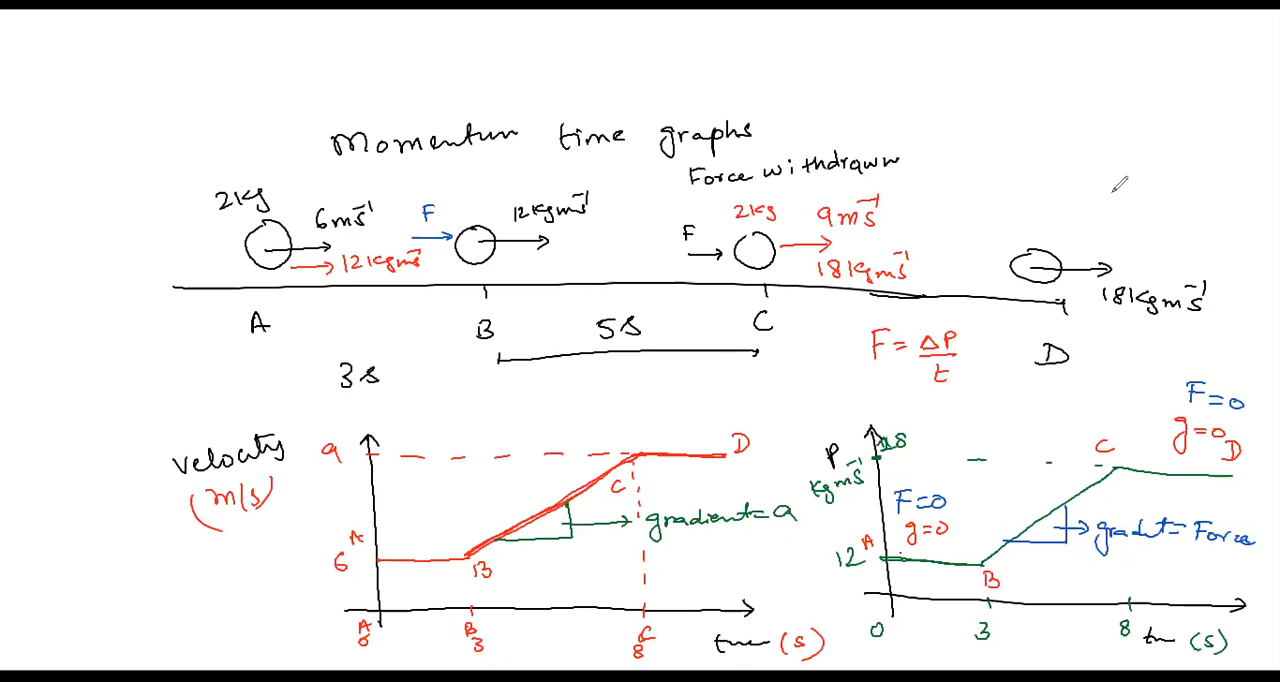 Momentum time graphs
Force withdrawn
2kg
6ms⁻¹
12kgms⁻¹
F
12kgms⁻¹
F
2kg
9ms⁻¹
18kgms⁻¹
18kgms⁻¹
A
B
5s
C
D
3s
F = ΔP/t
velocity
(m/s)
9
6
A
B
C
D
gradient = a
A
0
B
3
C
8
time (s)
P
kgms⁻¹
18
12
A
F=0
g=0
B
C
F=0
g=0
D
gradnt = Force
0
3
8
tm (s)